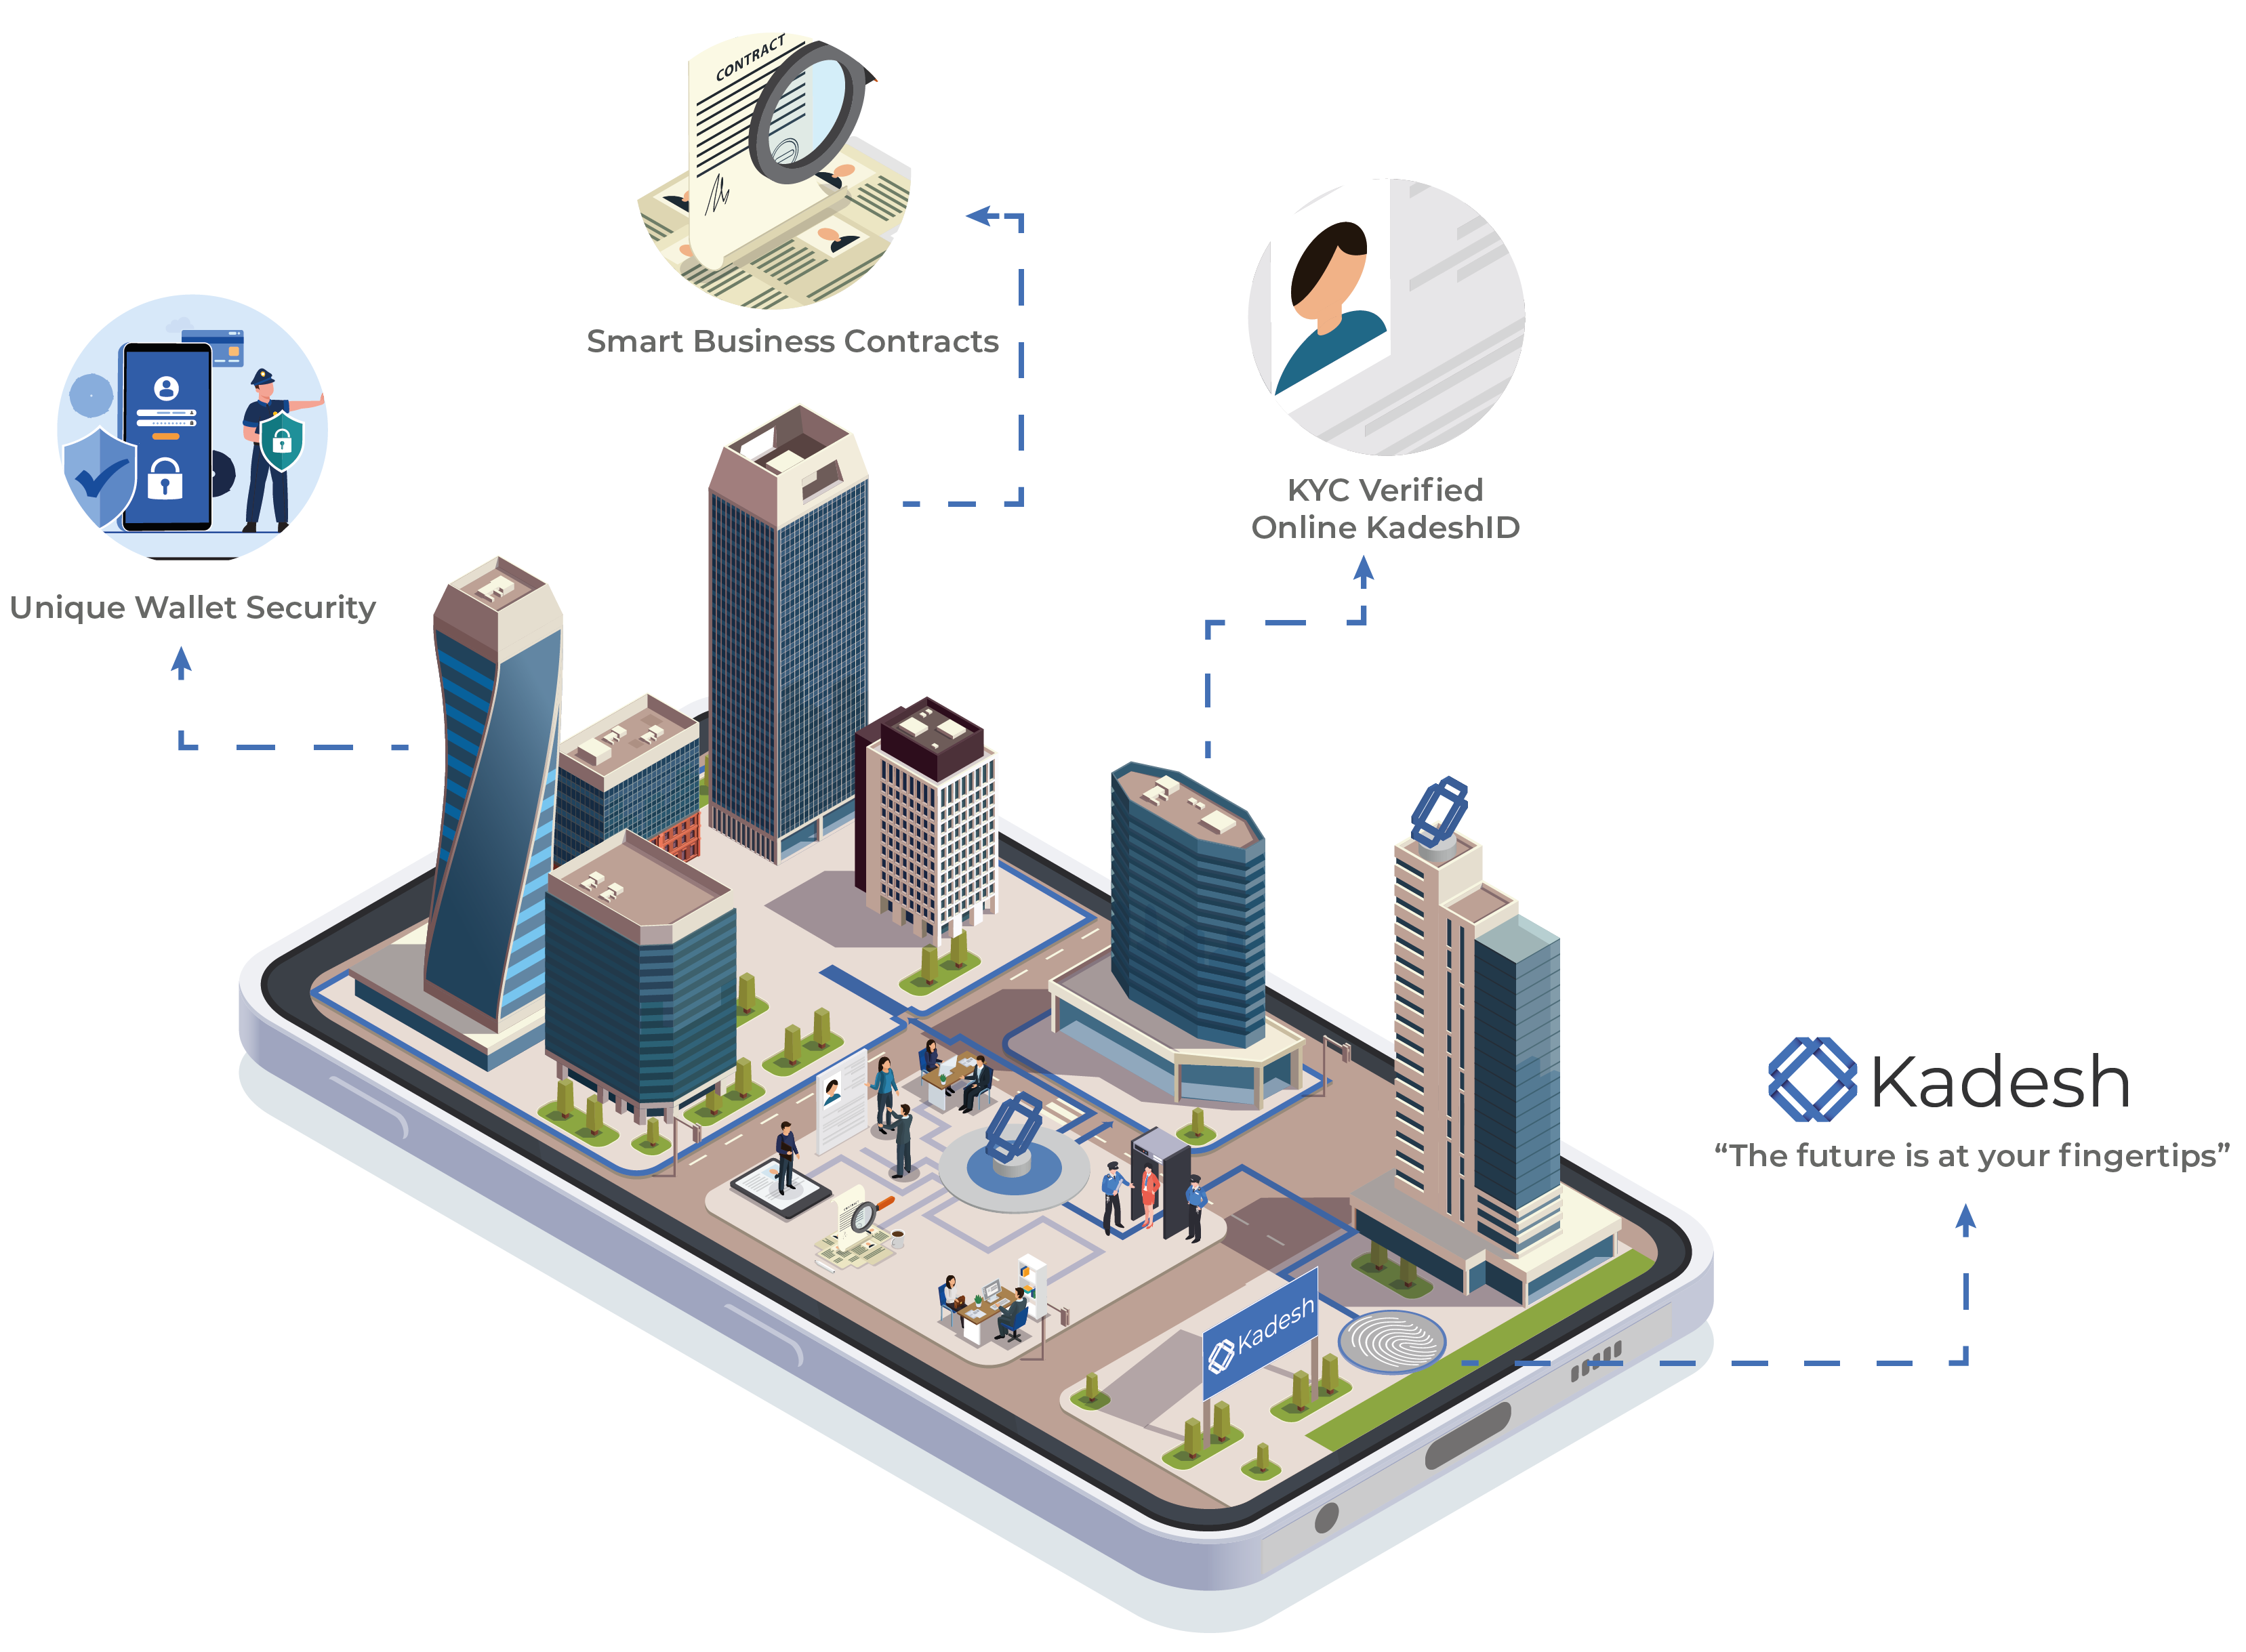 CONTRACT
Smart Business Contracts
KYC Verified
Online KadeshID
Unique Wallet Security
Kadesh
“The future is at your fingertips”
Kadesh